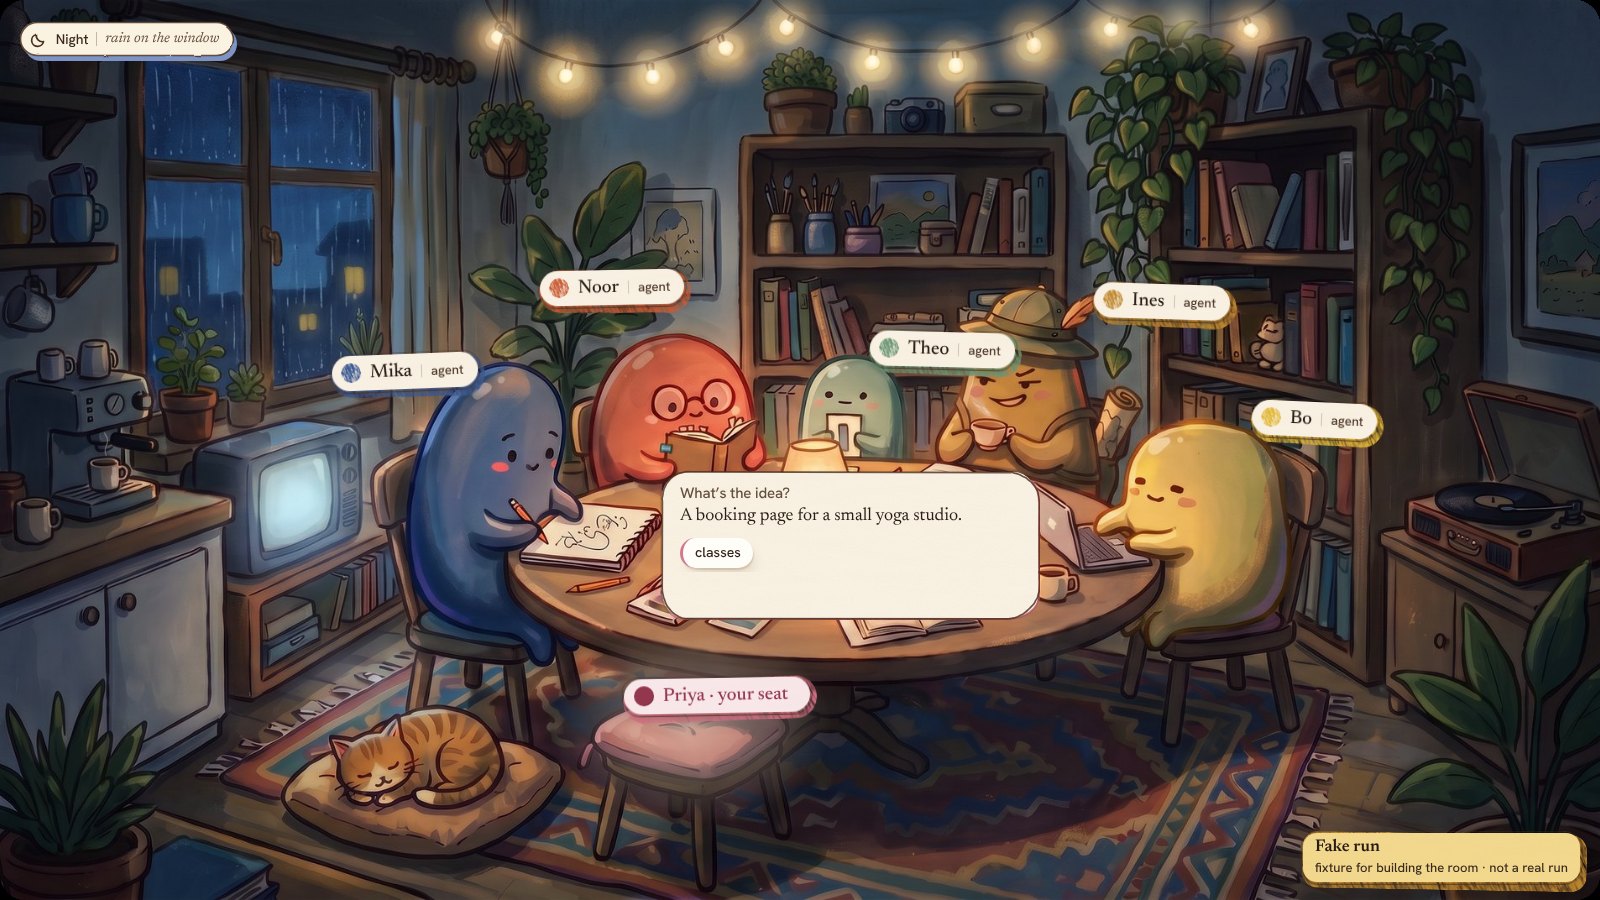 Night
rain on the window
Noor
agent
Ines
agent
Theo
agent
Mika
agent
Bo
agent
What's the idea?
A booking page for a small yoga studio.
classes
Priya · your seat
Fake run
fixture for building the room · not a real run